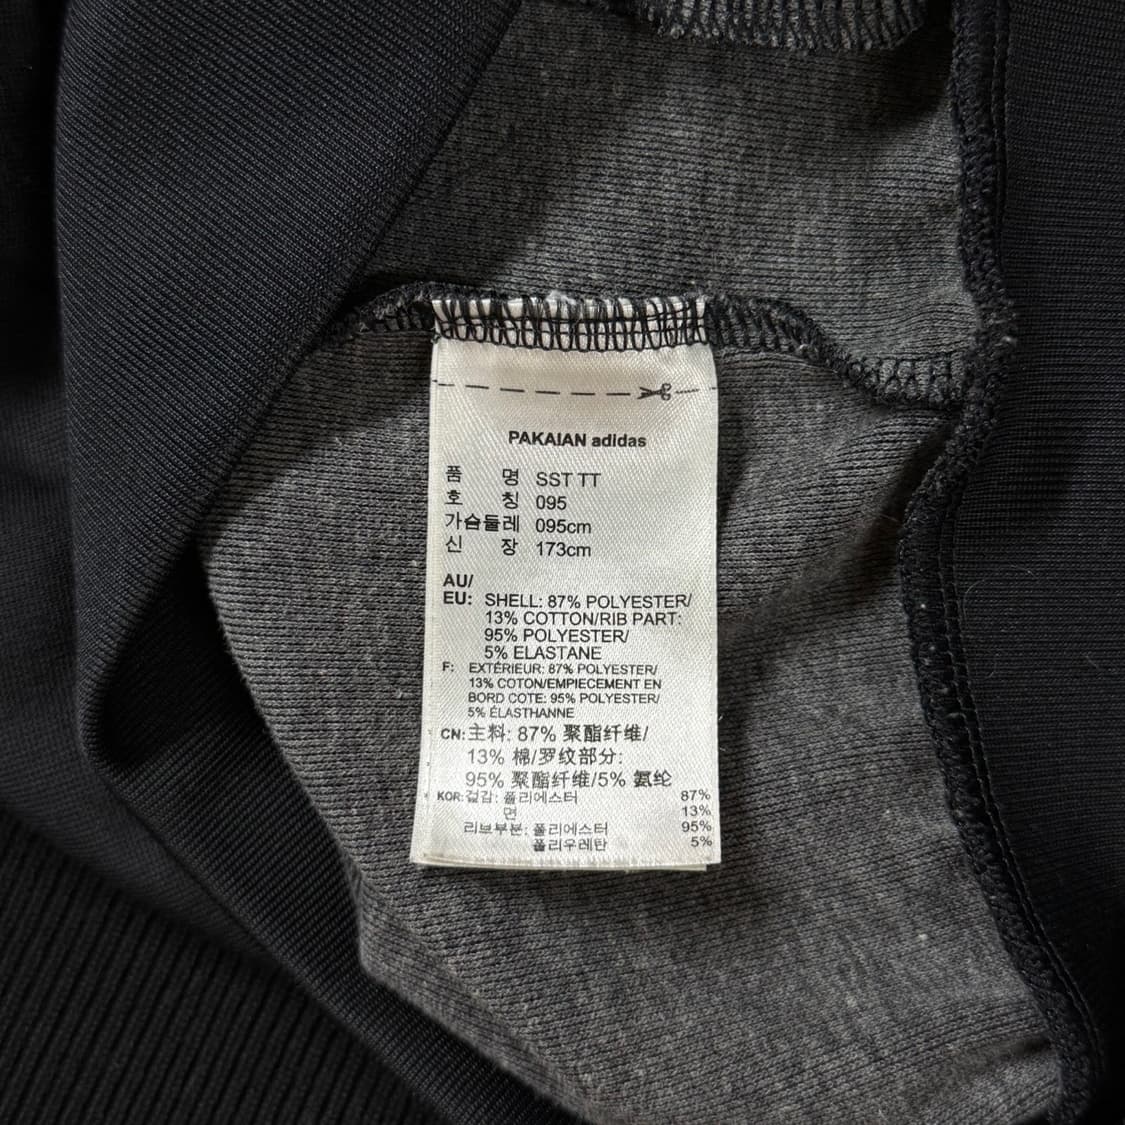 PAKAIAN adidas
품 명 SST TT
호 칭 095
가슴둘레 095cm
신 장 173cm
AU/
EU: SHELL: 87% POLYESTER/
13% COTTON/RIB PART:
95% POLYESTER/
5% ELASTANE
F: EXTÉRIEUR: 87% POLYESTER/
13% COTON/EMPIECEMENT EN
BORD COTE: 95% POLYESTER/
5% ÉLASTHANNE
CN: 主料: 87% 聚酯纤维/
13% 棉/罗纹部分:
95% 聚酯纤维/5% 氨纶
KOR: 겉감: 폴리에스터 87%
면 13%
리브부분: 폴리에스터 95%
폴리우레탄 5%